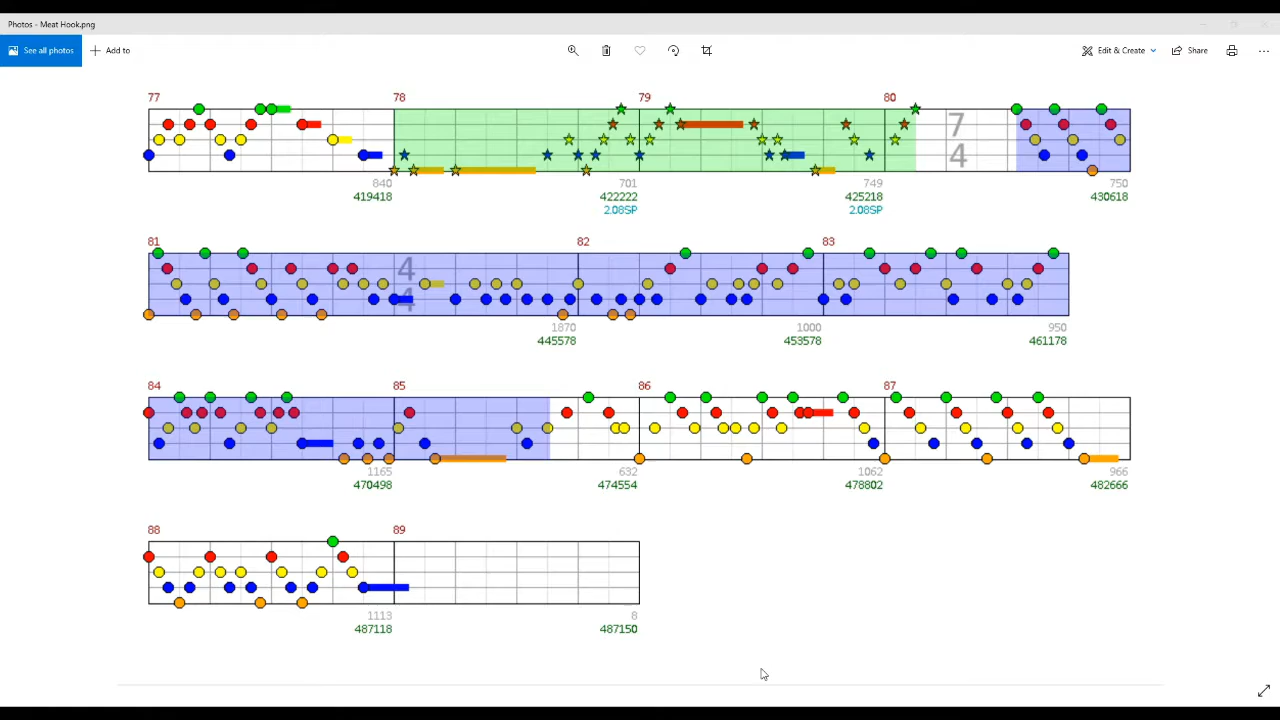 Photos - Meat Hook.png
See all photos
Add to
Edit & Create
Share
77 78 79 80
7
4
840 701 749 750
419418 422222 425218 430618
2.08SP 2.08SP
81 82 83
4
4
1870 1000 950
445578 453578 461178
84 85 86 87
1165 632 1062 966
470498 474554 478802 482666
88 89
1113 8
487118 487150